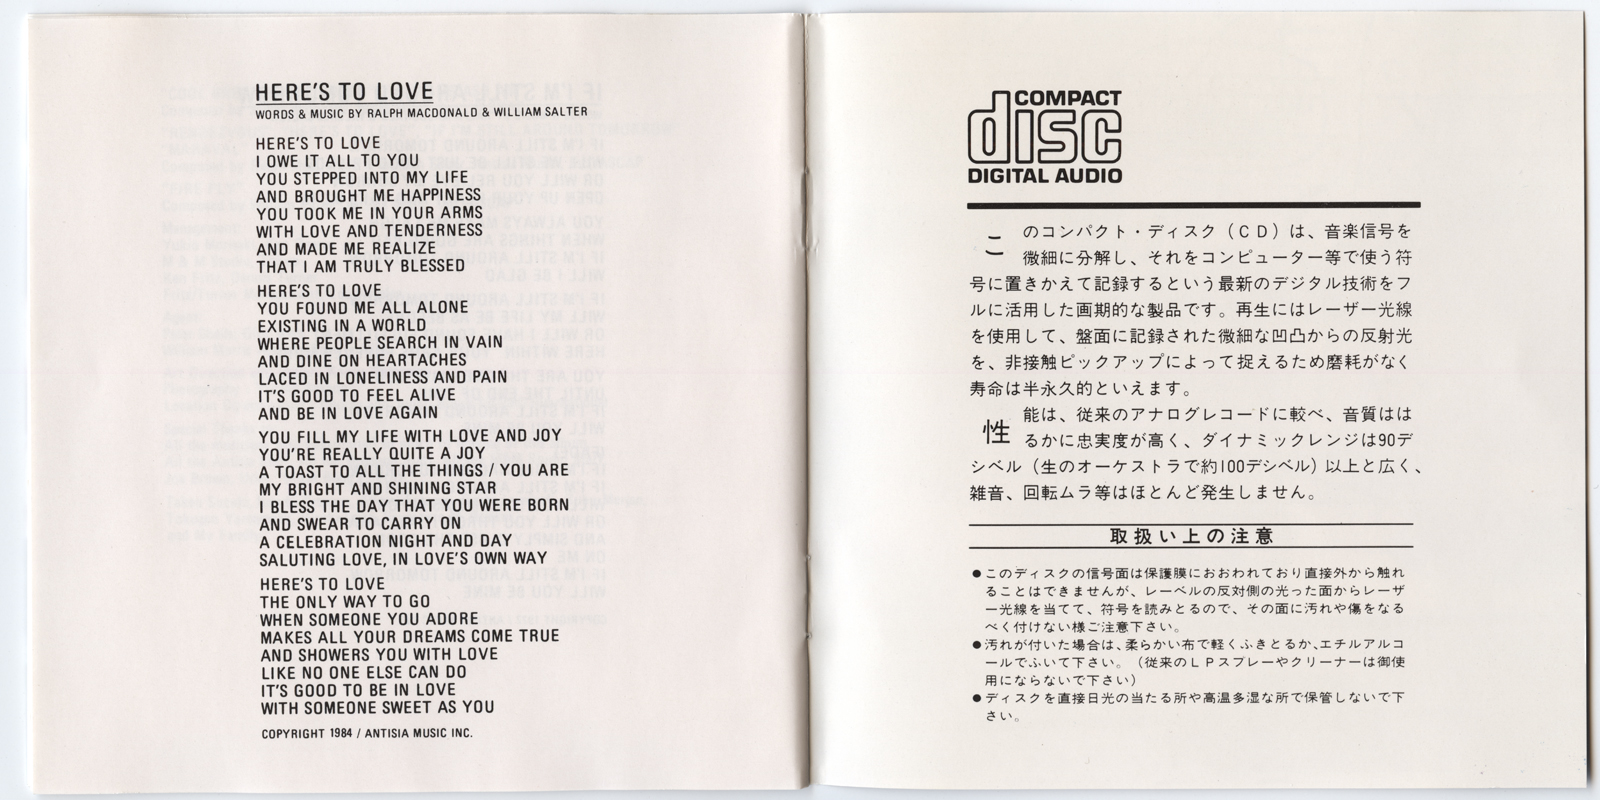 HERE'S TO LOVE
WORDS & MUSIC BY RALPH MACDONALD & WILLIAM SALTER
HERE'S TO LOVE
I OWE IT ALL TO YOU
YOU STEPPED INTO MY LIFE
AND BROUGHT ME HAPPINESS
YOU TOOK ME IN YOUR ARMS
WITH LOVE AND TENDERNESS
AND MADE ME REALIZE
THAT I AM TRULY BLESSED
HERE'S TO LOVE
YOU FOUND ME ALL ALONE
EXISTING IN A WORLD
WHERE PEOPLE SEARCH IN VAIN
AND DINE ON HEARTACHES
LACED IN LONELINESS AND PAIN
IT'S GOOD TO FEEL ALIVE
AND BE IN LOVE AGAIN
YOU FILL MY LIFE WITH LOVE AND JOY
YOU'RE REALLY QUITE A JOY
A TOAST TO ALL THE THINGS / YOU ARE
MY BRIGHT AND SHINING STAR
I BLESS THE DAY THAT YOU WERE BORN
AND SWEAR TO CARRY ON
A CELEBRATION NIGHT AND DAY
SALUTING LOVE, IN LOVE'S OWN WAY
HERE'S TO LOVE
THE ONLY WAY TO GO
WHEN SOMEONE YOU ADORE
MAKES ALL YOUR DREAMS COME TRUE
AND SHOWERS YOU WITH LOVE
LIKE NO ONE ELSE CAN DO
IT'S GOOD TO BE IN LOVE
WITH SOMEONE SWEET AS YOU
COPYRIGHT 1984 / ANTISIA MUSIC INC.
COMPACT
disc
DIGITAL AUDIO
このコンパクト・ディスク（ＣＤ）は、音楽信号を
微細に分解し、それをコンピューター等で使う符
号に置きかえて記録するという最新のデジタル技術をフ
ルに活用した画期的な製品です。再生にはレーザー光線
を使用して、盤面に記録された微細な凹凸からの反射光
を、非接触ピックアップによって捉えるため磨耗がなく
寿命は半永久的といえます。
性能は、従来のアナログレコードに較べ、音質はは
るかに忠実度が高く、ダイナミックレンジは90デ
シベル（生のオーケストラで約100デシベル）以上と広く、
雑音、回転ムラ等はほとんど発生しません。
取扱い上の注意
●このディスクの信号面は保護膜におおわれており直接外から触れ
ることはできませんが、レーベルの反対側の光った面からレーザ
ー光線を当てて、符号を読みとるので、その面に汚れや傷をなる
べく付けない様ご注意下さい。
●汚れが付いた場合は、柔らかい布で軽くふきとるか、エチルアルコ
ールでふいて下さい。（従来のＬＰスプレーやクリーナーは御使
用にならないで下さい）
●ディスクを直接日光の当たる所や高温多湿な所で保管しないで下
さい。